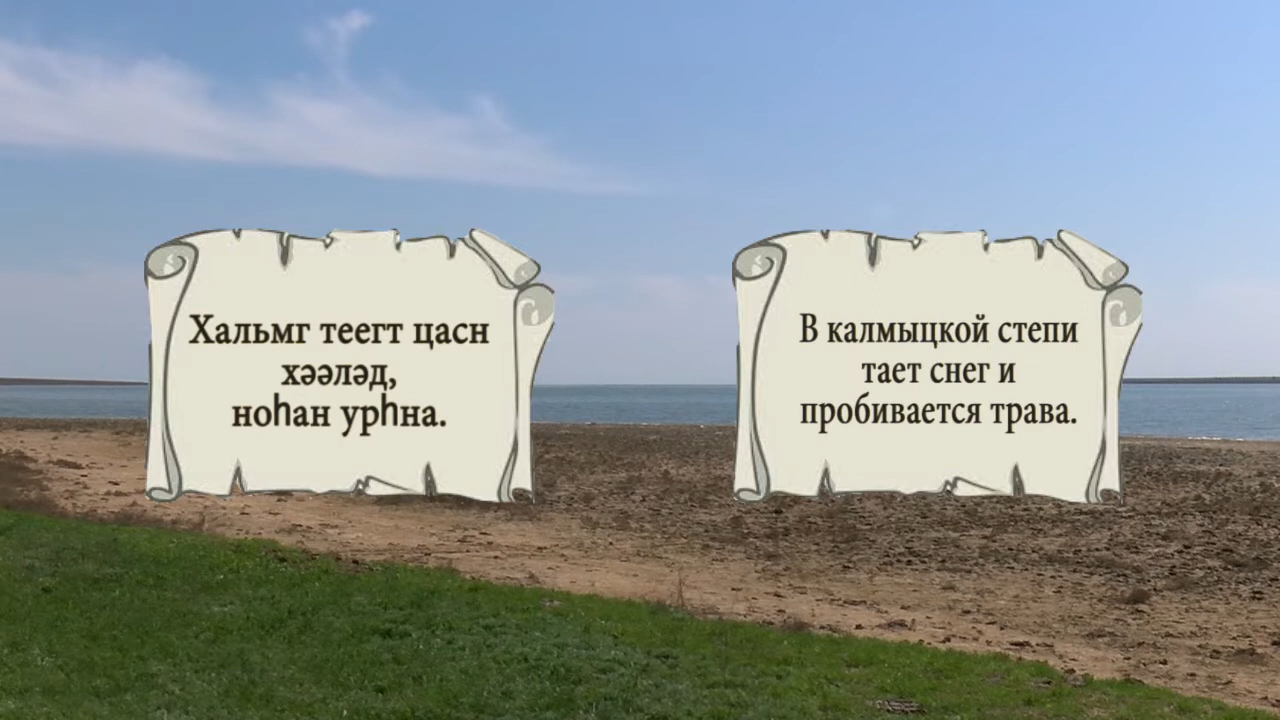 Хальмг теегт цасн
хәәләд,
ноһан урһна.
В калмыцкой степи
тает снег и
пробивается трава.